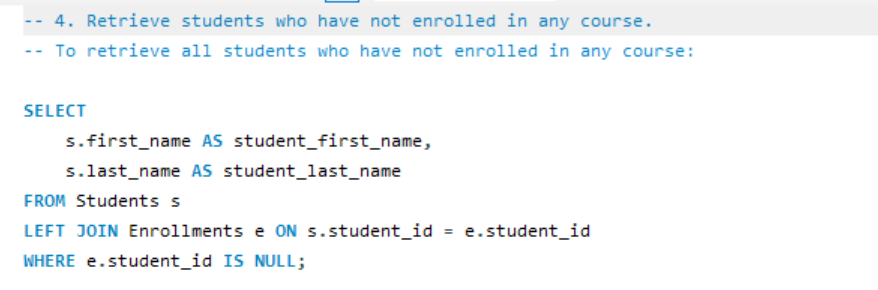 -- 4. Retrieve students who have not enrolled in any course.
-- To retrieve all students who have not enrolled in any course:
SELECT
s.first_name AS student_first_name,
s.last_name AS student_last_name
FROM Students s
LEFT JOIN Enrollments e ON s.student_id = e.student_id
WHERE e.student_id IS NULL;